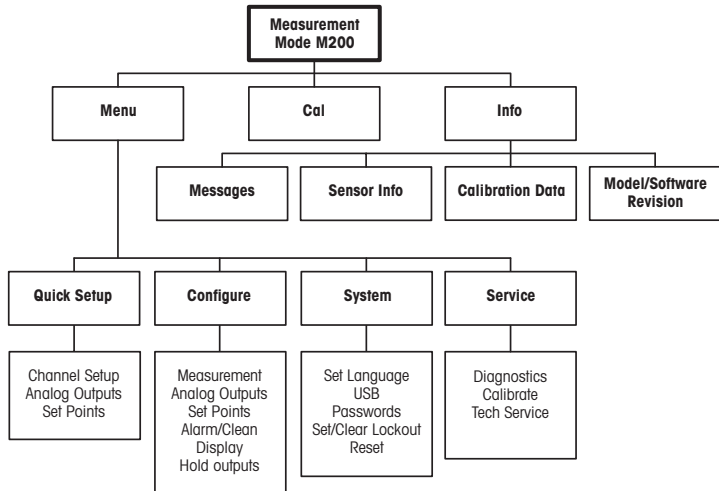 Measurement
Mode M200
Menu
Cal
Info
Messages
Sensor Info
Calibration Data
Model/Software
Revision
Quick Setup
Configure
System
Service
Channel Setup
Analog Outputs
Set Points
Measurement
Analog Outputs
Set Points
Alarm/Clean
Display
Hold outputs
Set Language
USB
Passwords
Set/Clear Lockout
Reset
Diagnostics
Calibrate
Tech Service